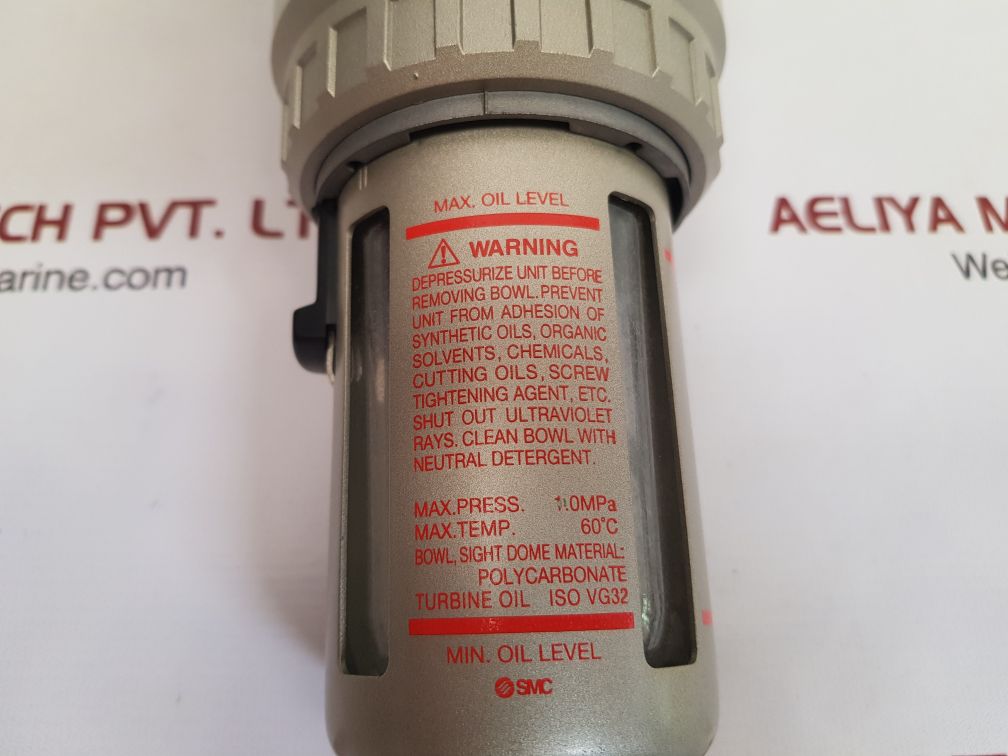 MAX. OIL LEVEL
WARNING
DEPRESSURIZE UNIT BEFORE
REMOVING BOWL. PREVENT
UNIT FROM ADHESION OF
SYNTHETIC OILS, ORGANIC
SOLVENTS, CHEMICALS,
CUTTING OILS, SCREW
TIGHTENING AGENT, ETC.
SHUT OUT ULTRAVIOLET
RAYS. CLEAN BOWL WITH
NEUTRAL DETERGENT.
MAX.PRESS. 1.0MPa
MAX.TEMP. 60°C
BOWL, SIGHT DOME MATERIAL:
POLYCARBONATE
TURBINE OIL ISO VG32
MIN. OIL LEVEL
SMC
CH PVT. LT
arine.com
AELIYA M
We